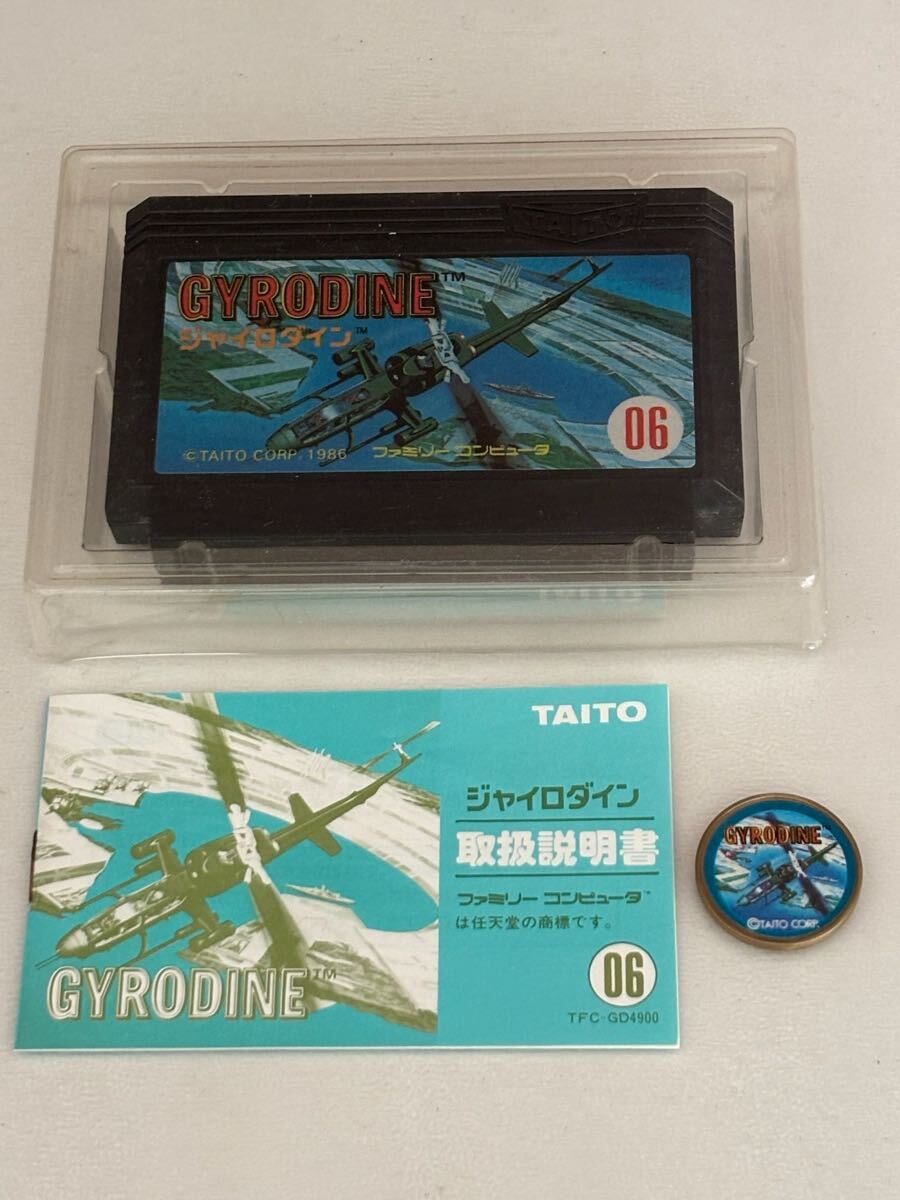 TAITO
GYRODINE™
ジャイロダイン™
06
©TAITO CORP. 1986 ファミリー コンピュータ
TAITO
ジャイロダイン
取扱説明書
ファミリー コンピュータ™
は任天堂の商標です。
06
TFC-GD4900
GYRODINE™
GYRODINE™
©TAITO CORP.